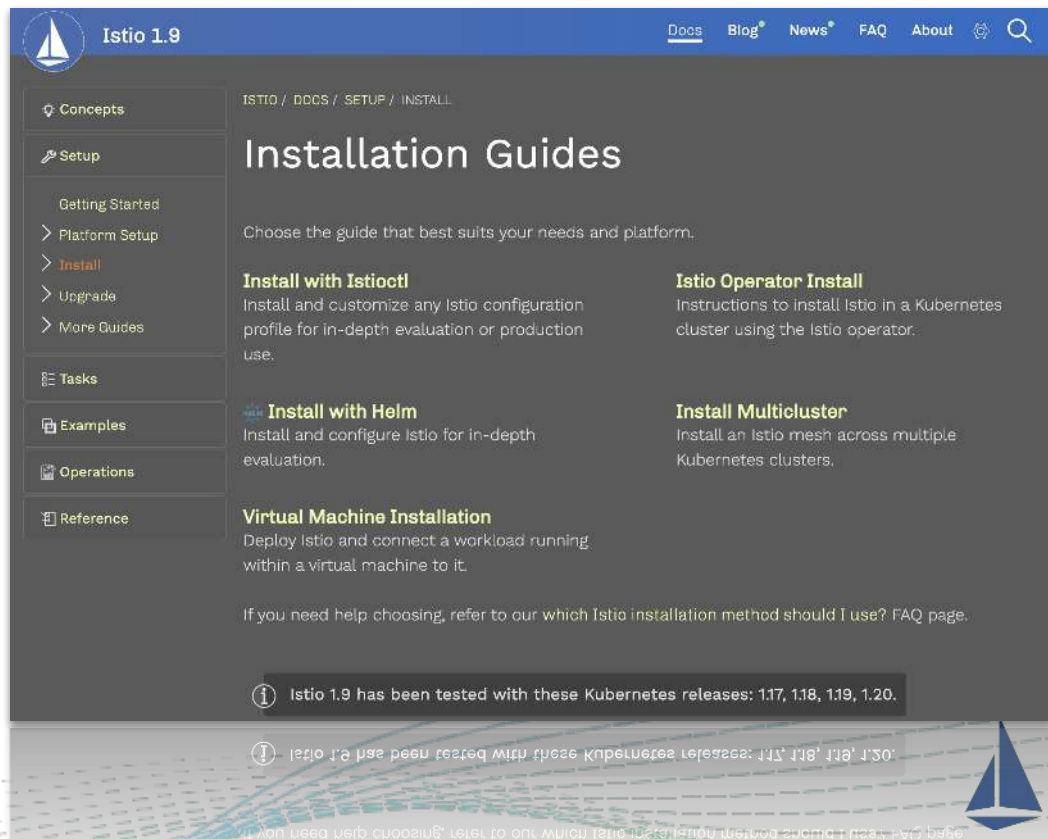 Istio 1.9
Docs Blog News FAQ About
Concepts
Setup
Getting Started
Platform Setup
Install
Upgrade
More Guides
Tasks
Examples
Operations
Reference
ISTIO / DOCS / SETUP / INSTALL
Installation Guides
Choose the guide that best suits your needs and platform.
Install with Istioctl
Install and customize any Istio configuration
profile for in-depth evaluation or production
use.
Istio Operator Install
Instructions to install Istio in a Kubernetes
cluster using the Istio operator.
Install with Helm
Install and configure Istio for in-depth
evaluation.
Install Multicluster
Install an Istio mesh across multiple
Kubernetes clusters.
Virtual Machine Installation
Deploy Istio and connect a workload running
within a virtual machine to it.
If you need help choosing, refer to our which Istio installation method should I use? FAQ page.
Istio 1.9 has been tested with these Kubernetes releases: 1.17, 1.18, 1.19, 1.20.